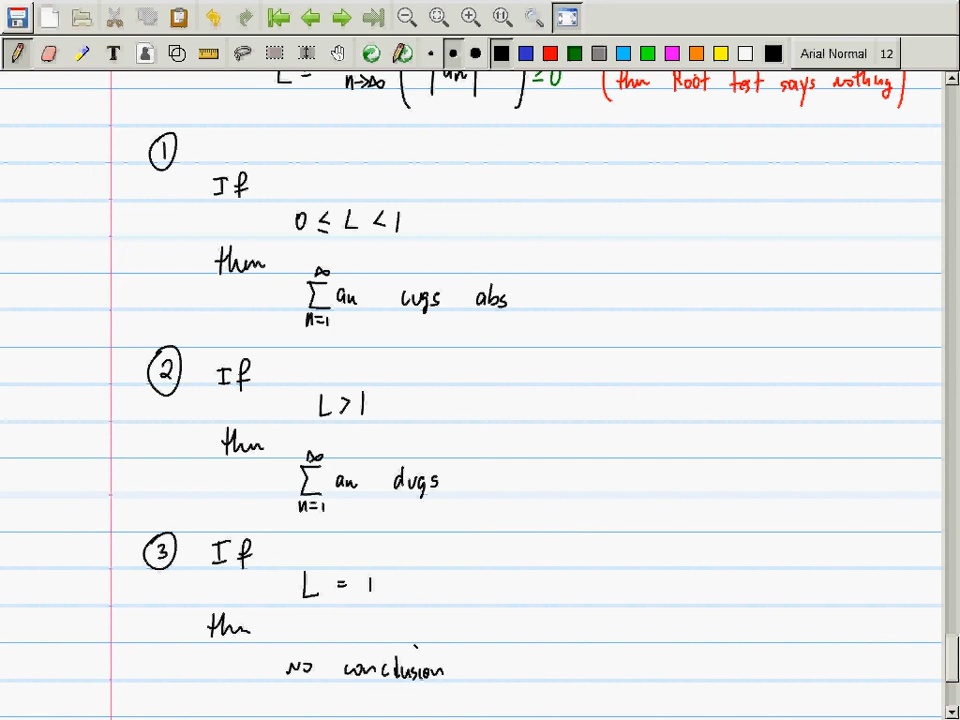 Arial Normal 12
L = n→∞ ( |an| ) ≥0 (then Root test says nothing)
①
If
0 ≤ L < 1
then
∞
∑ an cvgs abs
n=1
② If
L > 1
then
∞
∑ an dvgs
n=1
③ If
L = 1
then
no conclusion